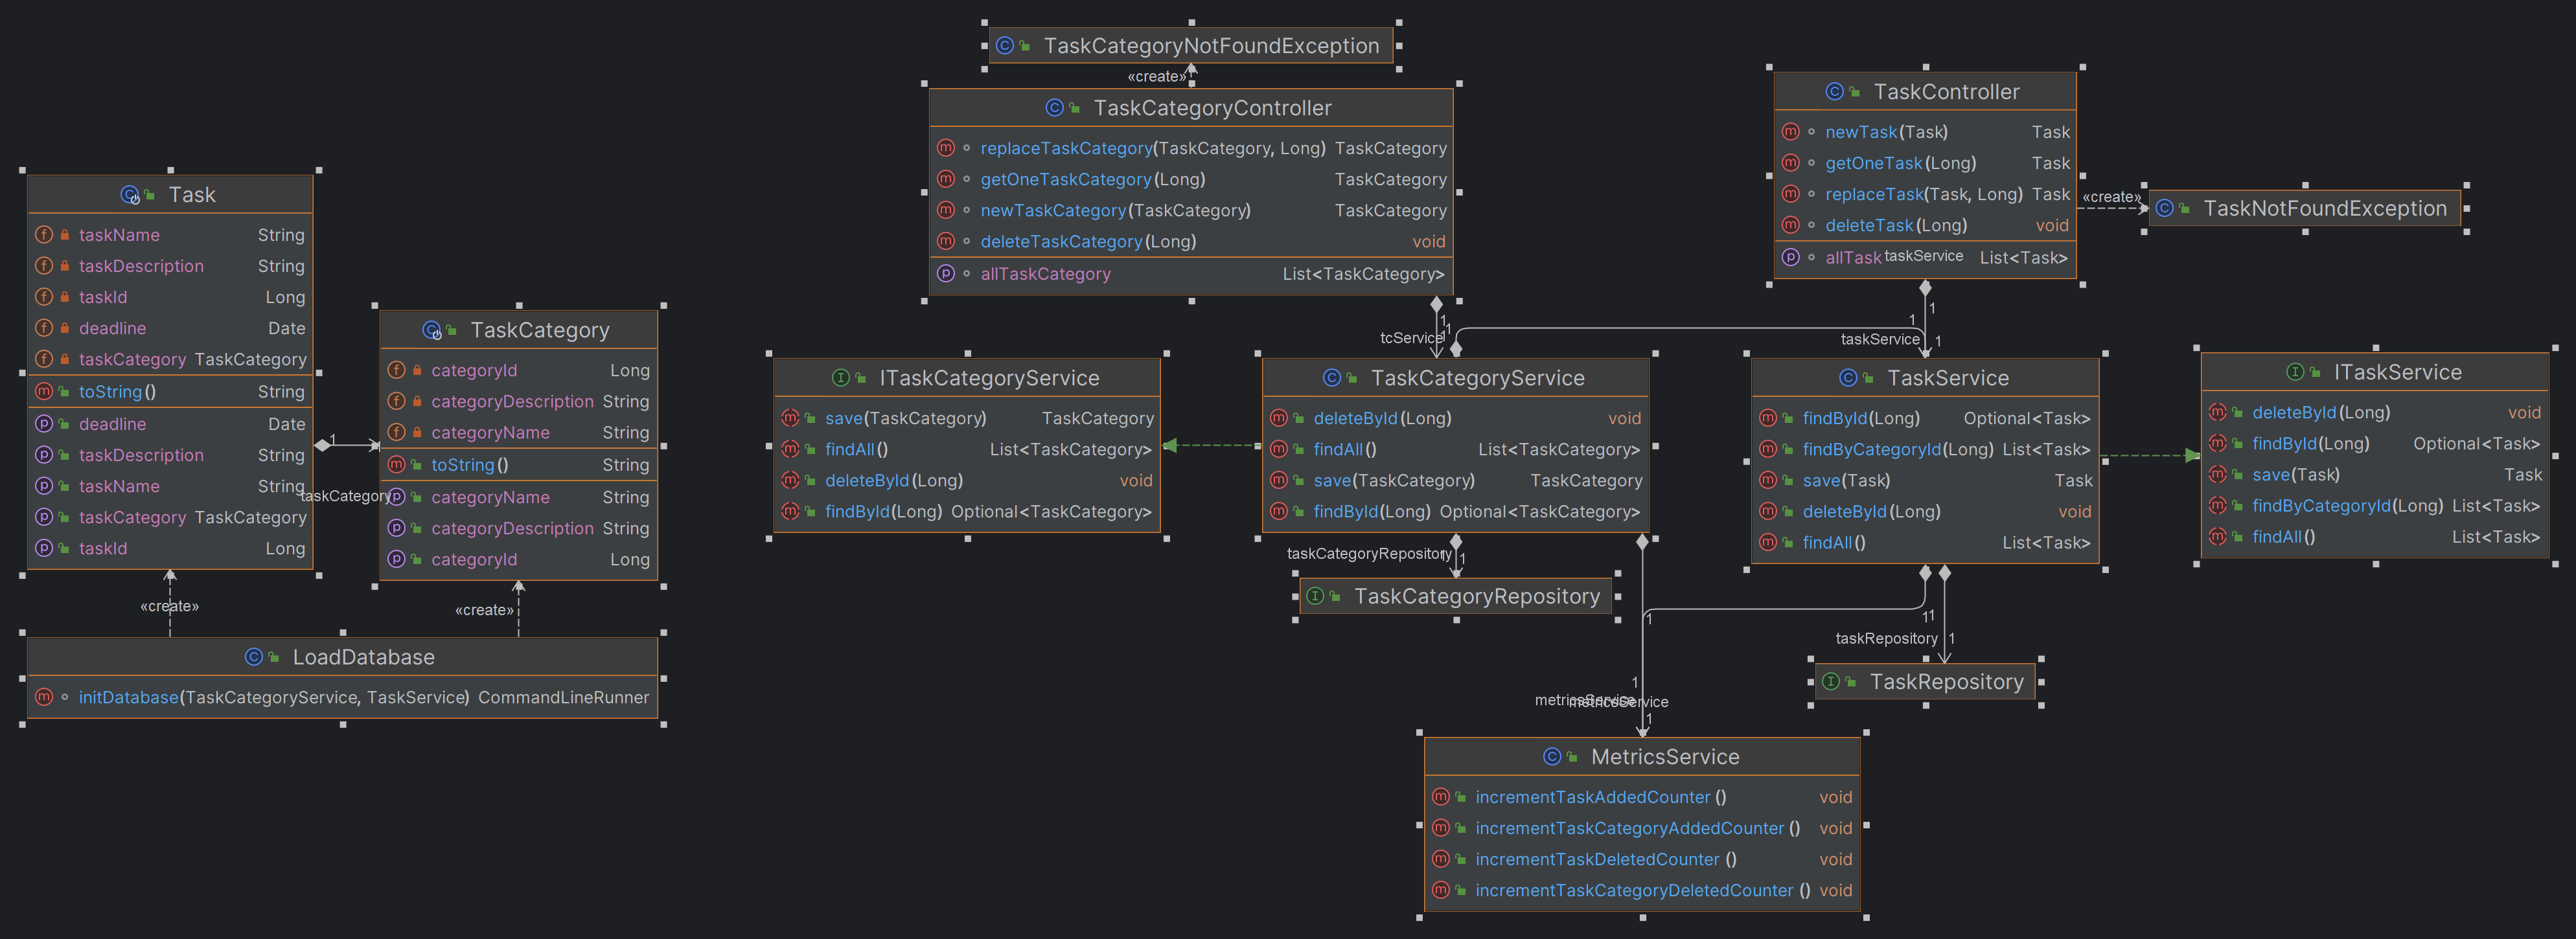 TaskCategoryNotFoundException
«create»
TaskCategoryController
replaceTaskCategory(TaskCategory, Long) TaskCategory
getOneTaskCategory(Long) TaskCategory
newTaskCategory(TaskCategory) TaskCategory
deleteTaskCategory(Long) void
allTaskCategory List<TaskCategory>
TaskController
newTask(Task) Task
getOneTask(Long) Task
replaceTask(Task, Long) Task
deleteTask(Long) void
allTask List<Task>
taskService
«create»
TaskNotFoundException
Task
taskName String
taskDescription String
taskId Long
deadline Date
taskCategory TaskCategory
toString() String
deadline Date
taskDescription String
taskName String
taskCategory TaskCategory
taskId Long
1
taskCategory
TaskCategory
categoryId Long
categoryDescription String
categoryName String
toString() String
categoryName String
categoryDescription String
categoryId Long
«create»
«create»
LoadDatabase
initDatabase(TaskCategoryService, TaskService) CommandLineRunner
1
1
1
tcService
1
1
taskService
1
ITaskCategoryService
save(TaskCategory) TaskCategory
findAll() List<TaskCategory>
deleteById(Long) void
findById(Long) Optional<TaskCategory>
TaskCategoryService
deleteById(Long) void
findAll() List<TaskCategory>
save(TaskCategory) TaskCategory
findById(Long) Optional<TaskCategory>
TaskService
findById(Long) Optional<Task>
findByCategoryId(Long) List<Task>
save(Task) Task
deleteById(Long) void
findAll() List<Task>
ITaskService
deleteById(Long) void
findById(Long) Optional<Task>
save(Task) Task
findByCategoryId(Long) List<Task>
findAll() List<Task>
taskCategoryRepository
1
1
TaskCategoryRepository
1
1
1
taskRepository
1
TaskRepository
1
metricsService
metricsService
1
MetricsService
incrementTaskAddedCounter() void
incrementTaskCategoryAddedCounter() void
incrementTaskDeletedCounter() void
incrementTaskCategoryDeletedCounter() void